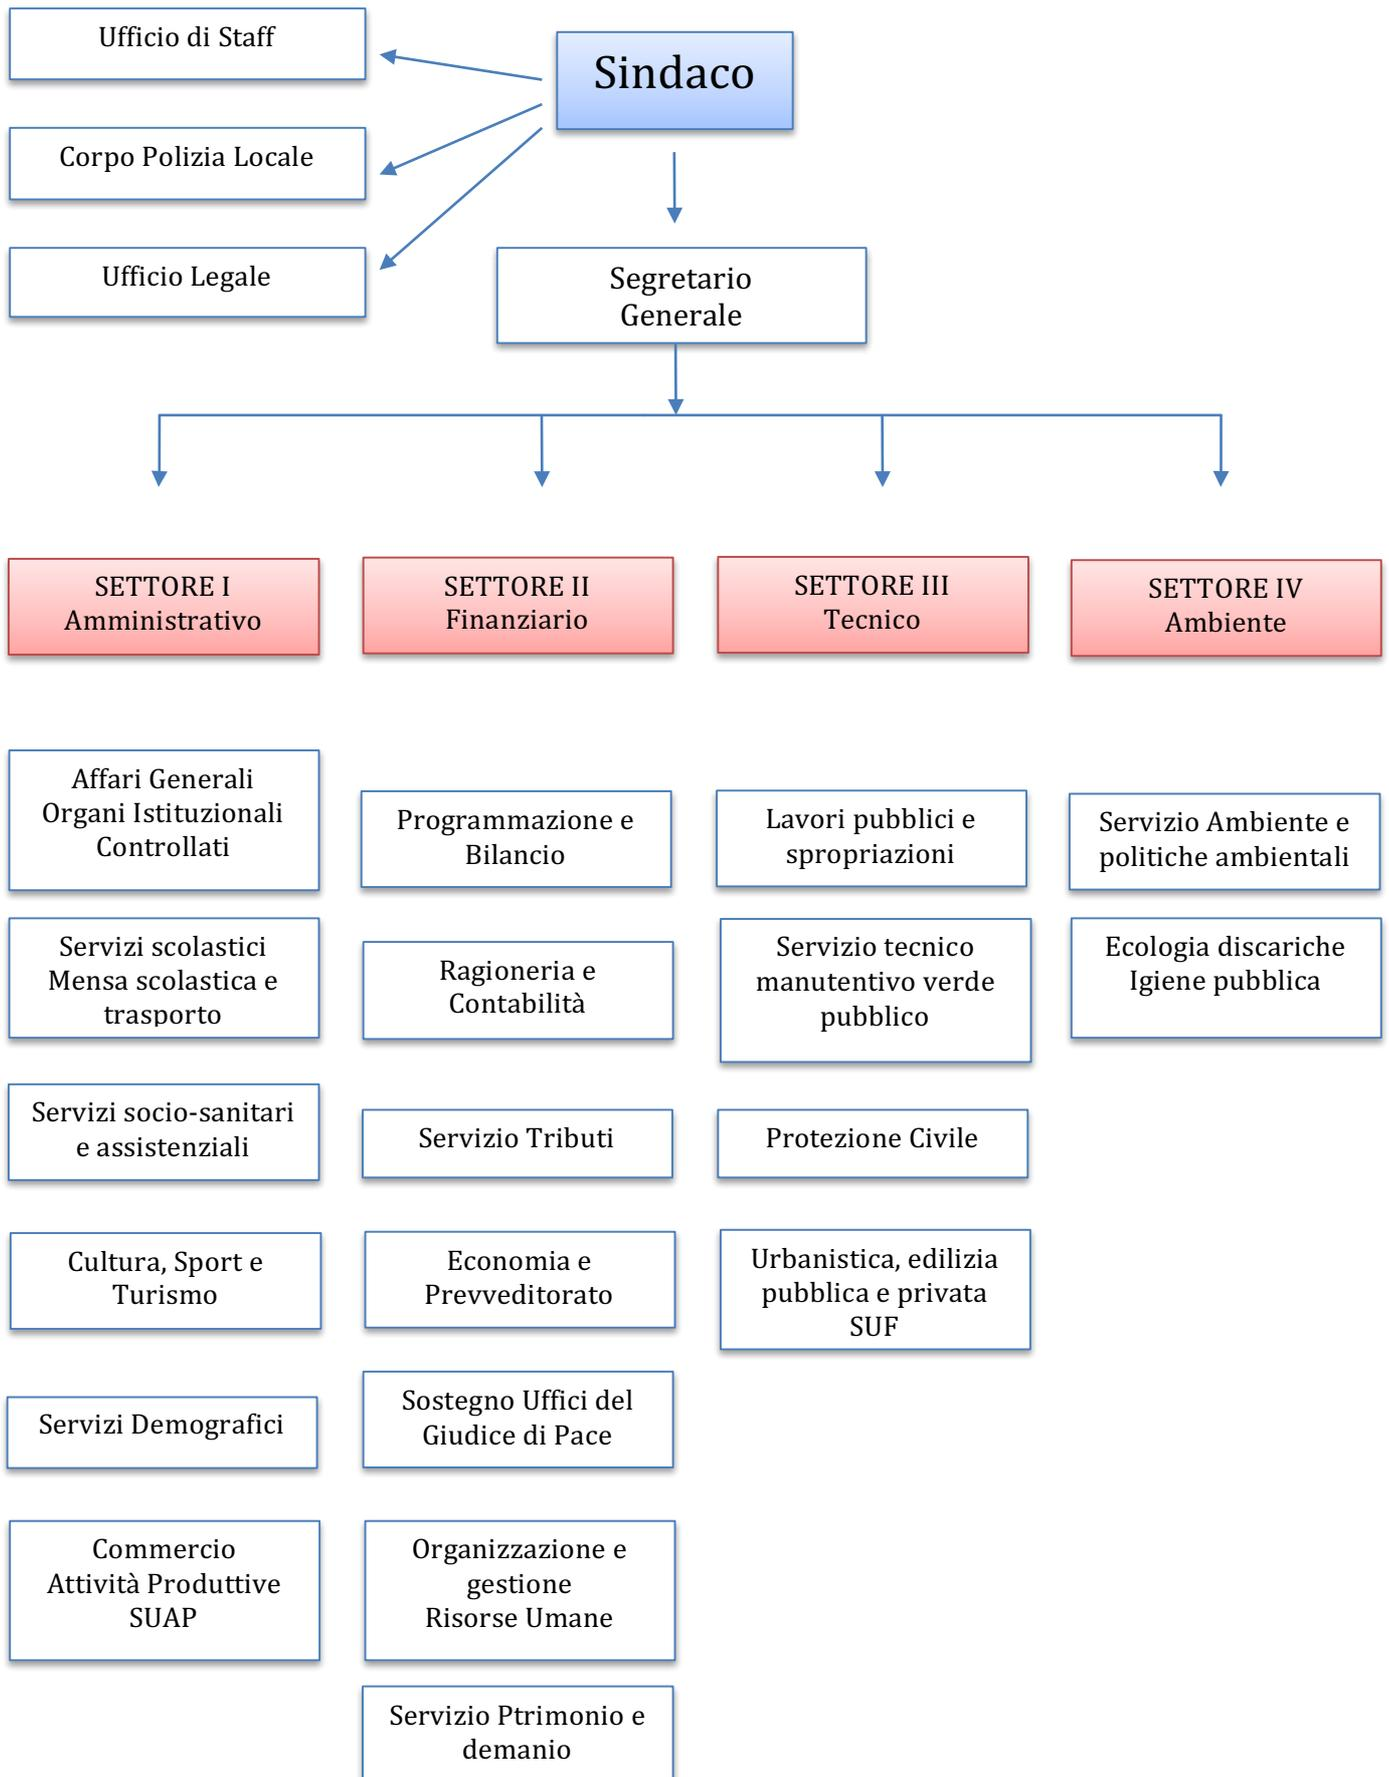 Ufficio di Staff
Sindaco
Corpo Polizia Locale
Ufficio Legale
Segretario
Generale
SETTORE I
Amministrativo
SETTORE II
Finanziario
SETTORE III
Tecnico
SETTORE IV
Ambiente
Affari Generali
Organi Istituzionali
Controllati
Servizi scolastici
Mensa scolastica e
trasporto
Servizi socio-sanitari
e assistenziali
Cultura, Sport e
Turismo
Servizi Demografici
Commercio
Attività Produttive
SUAP
Programmazione e
Bilancio
Ragioneria e
Contabilità
Servizio Tributi
Economia e
Prevveditorato
Sostegno Uffici del
Giudice di Pace
Organizzazione e
gestione
Risorse Umane
Servizio Ptrimonio e
demanio
Lavori pubblici e
spropriazioni
Servizio tecnico
manutentivo verde
pubblico
Protezione Civile
Urbanistica, edilizia
pubblica e privata
SUF
Servizio Ambiente e
politiche ambientali
Ecologia discariche
Igiene pubblica